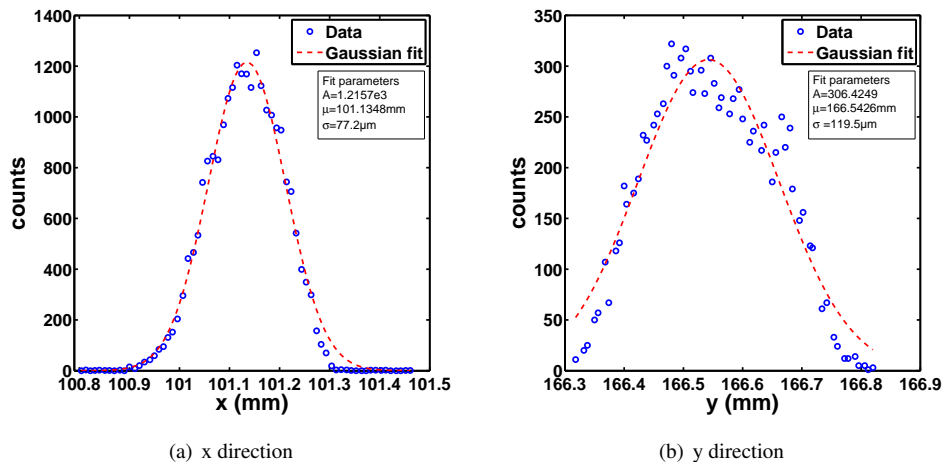 1400
1200
1000
800
600
400
200
0
counts
100.8 100.9 101 101.1 101.2 101.3 101.4 101.5
x (mm)
Data
Gaussian fit
Fit parameters
A=1.2157e3
μ=101.1348mm
σ=77.2μm
(a) x direction
350
300
250
200
150
100
50
0
counts
166.3 166.4 166.5 166.6 166.7 166.8 166.9
y (mm)
Data
Gaussian fit
Fit parameters
A=306.4249
μ=166.5426mm
σ =119.5μm
(b) y direction